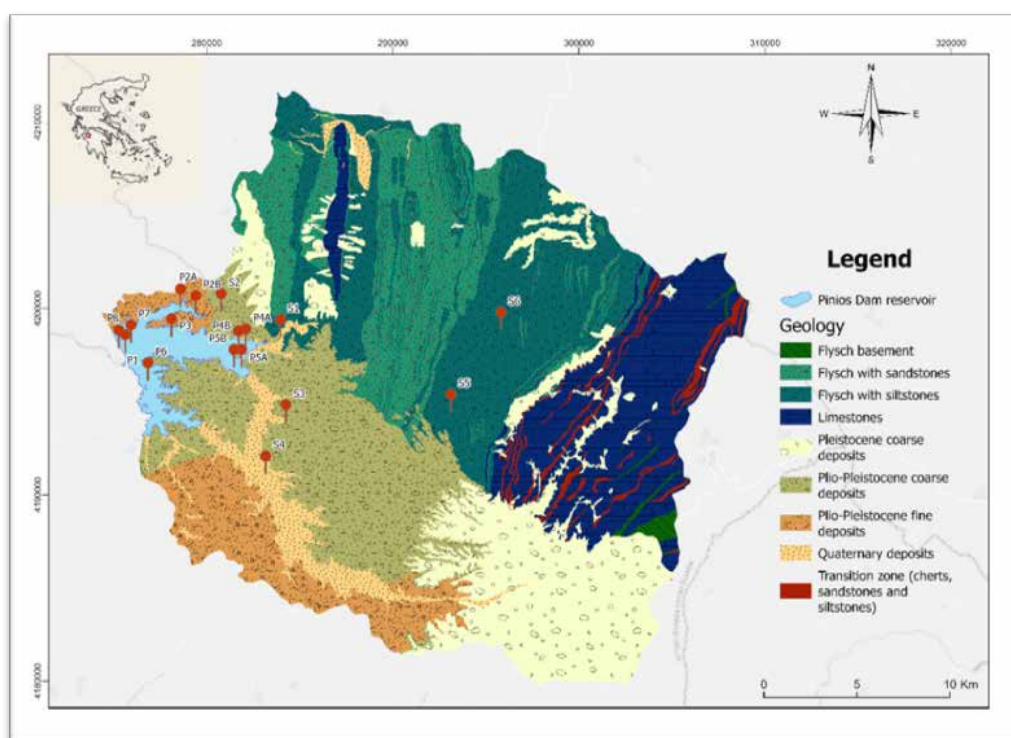 280000
290000
300000
310000
320000
GREECE
N
W
E
S
4210000
Legend
Pinios Dam reservoir
Geology
Flysch basement
Flysch with sandstones
Flysch with siltstones
Limestones
Pleistocene coarse
deposits
Plio-Pleistocene coarse
deposits
Plio-Pleistocene fine
deposits
Quaternary deposits
Transition zone (cherts,
sandstones and
siltstones)
P2A
P2B
S2
P7
P3
P4B
P4A
S1
S6
4200000
P5B
P5A
P1
P6
S5
S3
S4
4190000
4180000
0
5
10 Km